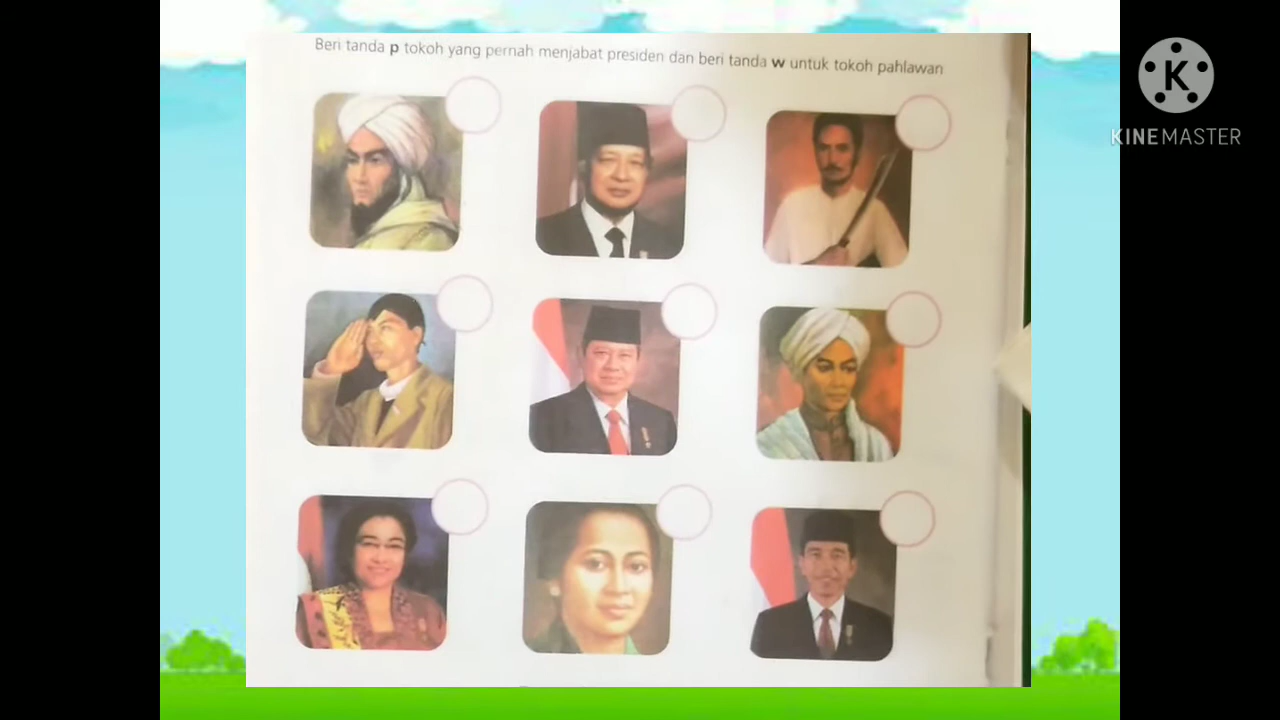 Beri tanda p tokoh yang pernah menjabat presiden dan beri tanda w untuk tokoh pahlawan
K
KINEMASTER